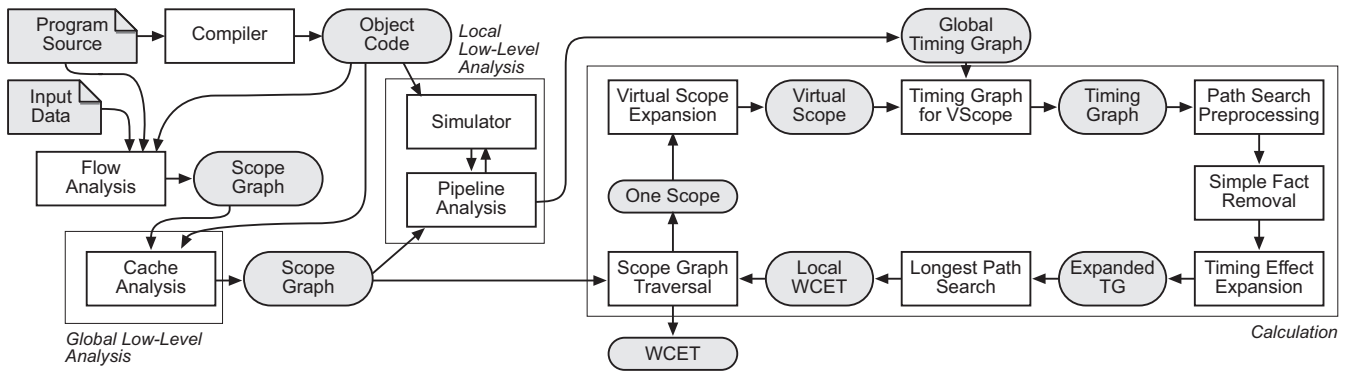 Program
Source
Compiler
Object
Code
Local
Low-Level
Analysis
Global
Timing Graph
Input
Data
Simulator
Virtual Scope
Expansion
Virtual
Scope
Timing Graph
for VScope
Timing
Graph
Path Search
Preprocessing
Flow
Analysis
Scope
Graph
Pipeline
Analysis
One Scope
Simple Fact
Removal
Cache
Analysis
Scope
Graph
Scope Graph
Traversal
Local
WCET
Longest Path
Search
Expanded
TG
Timing Effect
Expansion
Global Low-Level
Analysis
WCET
Calculation